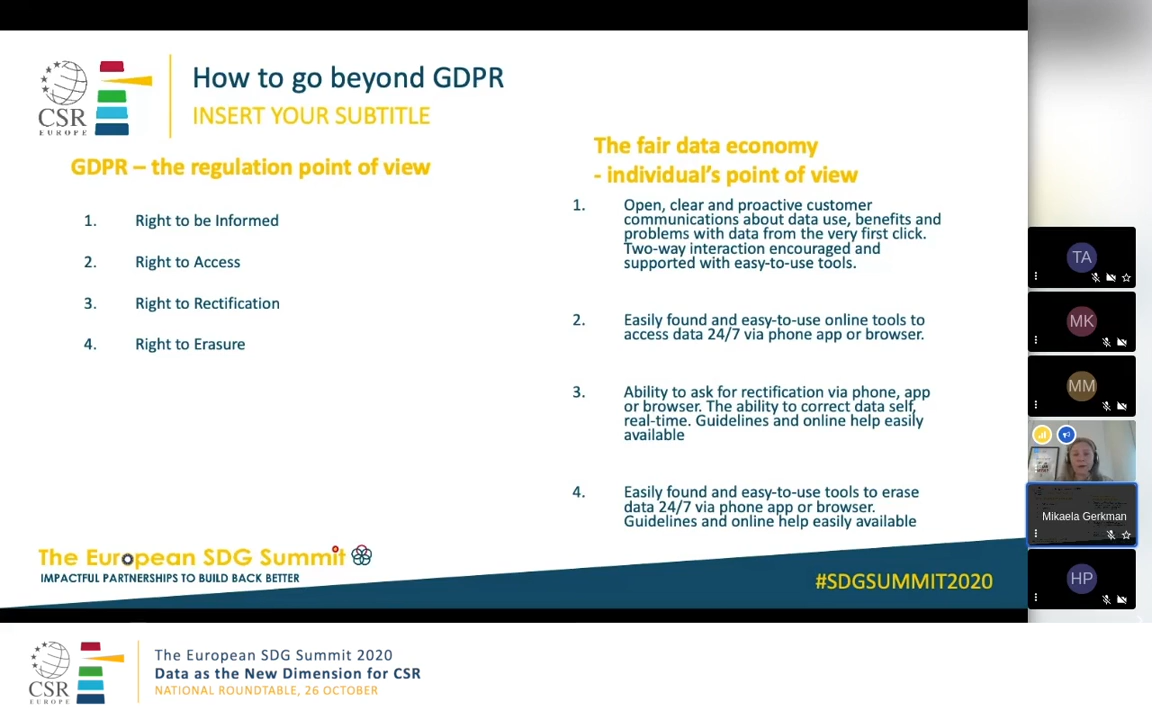 CSR
EUROPE
How to go beyond GDPR
INSERT YOUR SUBTITLE
GDPR – the regulation point of view
1. Right to be Informed
2. Right to Access
3. Right to Rectification
4. Right to Erasure
The fair data economy
- individual's point of view
1. Open, clear and proactive customer
communications about data use, benefits and
problems with data from the very first click.
Two-way interaction encouraged and
supported with easy-to-use tools.
2. Easily found and easy-to-use online tools to
access data 24/7 via phone app or browser.
3. Ability to ask for rectification via phone, app
or browser. The ability to correct data self,
real-time. Guidelines and online help easily
available
4. Easily found and easy-to-use tools to erase
data 24/7 via phone app or browser.
Guidelines and online help easily available
The European SDG Summit
IMPACTFUL PARTNERSHIPS TO BUILD BACK BETTER
#SDGSUMMIT2020
TA
MK
MM
Mikaela Gerkman
HP
CSR
EUROPE
The European SDG Summit 2020
Data as the New Dimension for CSR
NATIONAL ROUNDTABLE, 26 OCTOBER